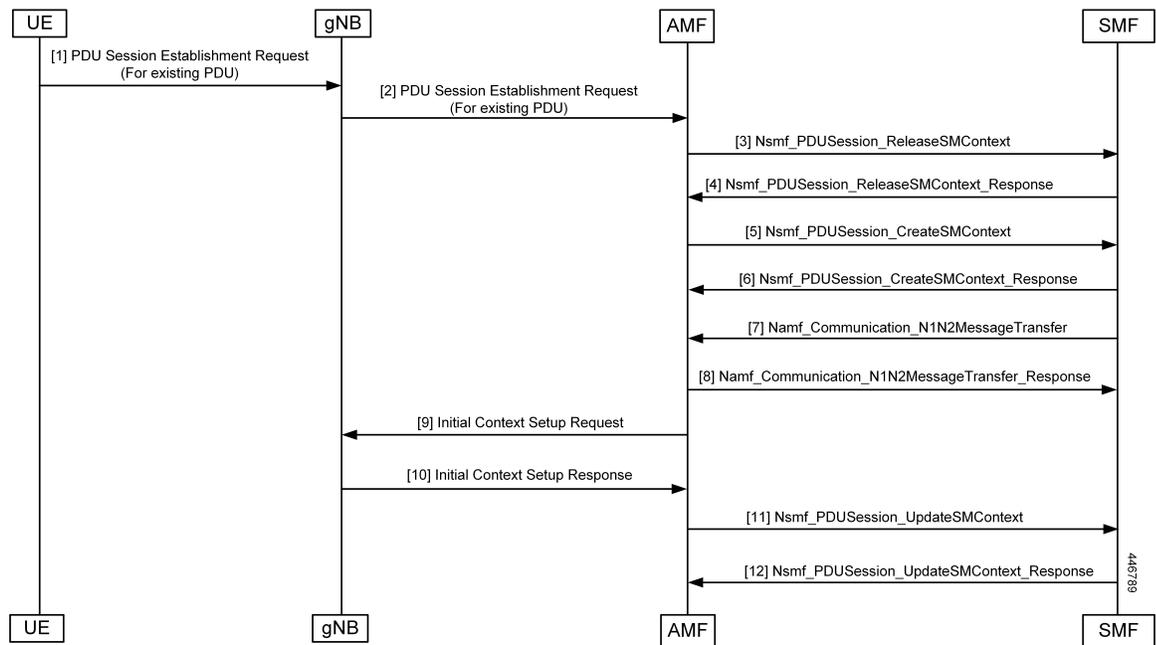 UE
gNB
AMF
SMF
[1] PDU Session Establishment Request
(For existing PDU)
[2] PDU Session Establishment Request
(For existing PDU)
[3] Nsmf_PDUSession_ReleaseSMContext
[4] Nsmf_PDUSession_ReleaseSMContext_Response
[5] Nsmf_PDUSession_CreateSMContext
[6] Nsmf_PDUSession_CreateSMContext_Response
[7] Namf_Communication_N1N2MessageTransfer
[8] Namf_Communication_N1N2MessageTransfer_Response
[9] Initial Context Setup Request
[10] Initial Context Setup Response
[11] Nsmf_PDUSession_UpdateSMContext
[12] Nsmf_PDUSession_UpdateSMContext_Response
446789
UE
gNB
AMF
SMF